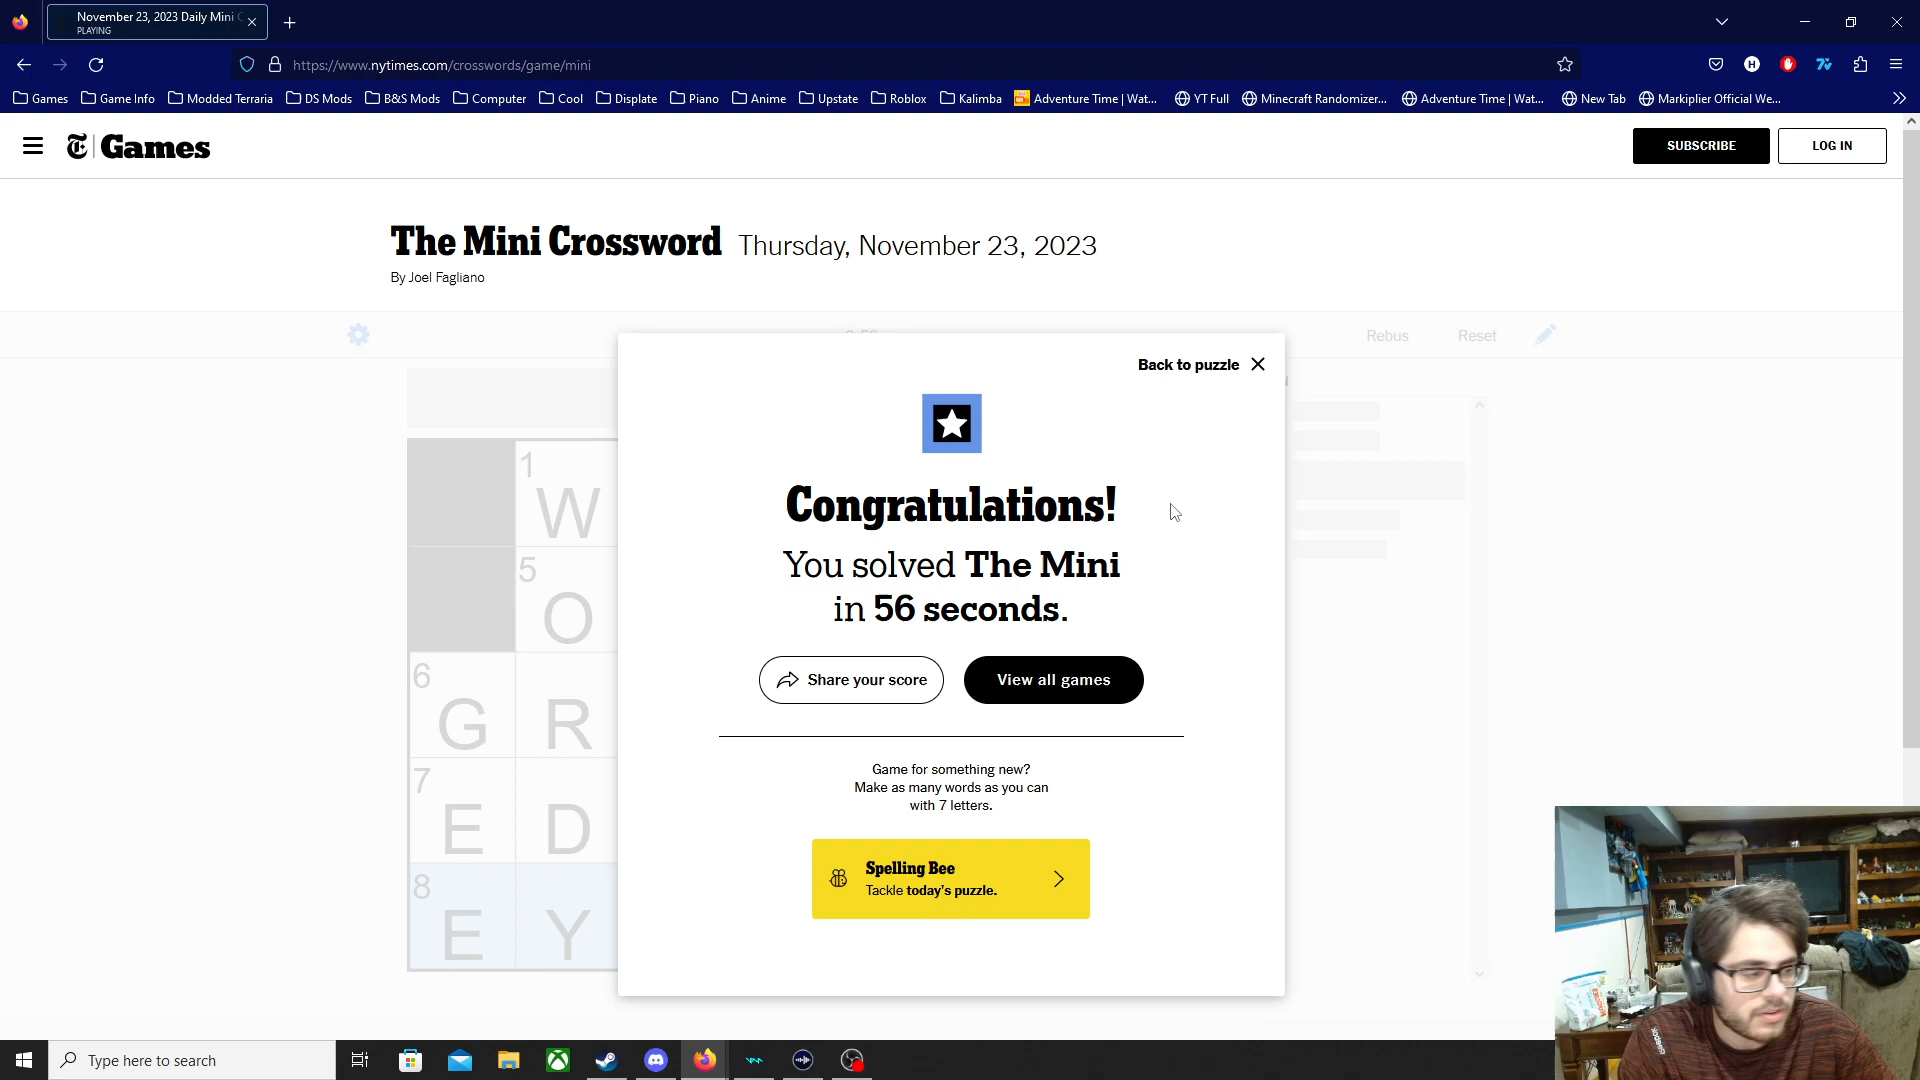 November 23, 2023 Daily Mini C
PLAYING
https://www.nytimes.com/crosswords/game/mini
Games Game Info Modded Terraria DS Mods B&S Mods Computer Cool Displate Piano Anime Upstate Roblox Kalimba Adventure Time | Wat... YT Full Minecraft Randomizer... Adventure Time | Wat... New Tab Markiplier Official We...
Games
SUBSCRIBE
LOG IN
The Mini Crossword Thursday, November 23, 2023
By Joel Fagliano
Rebus Reset
Back to puzzle
1
W
5
O
6
G R
7
E D
8
E Y
Congratulations!
You solved The Mini
in 56 seconds.
Share your score
View all games
Game for something new?
Make as many words as you can
with 7 letters.
Spelling Bee
Tackle today's puzzle.
Type here to search